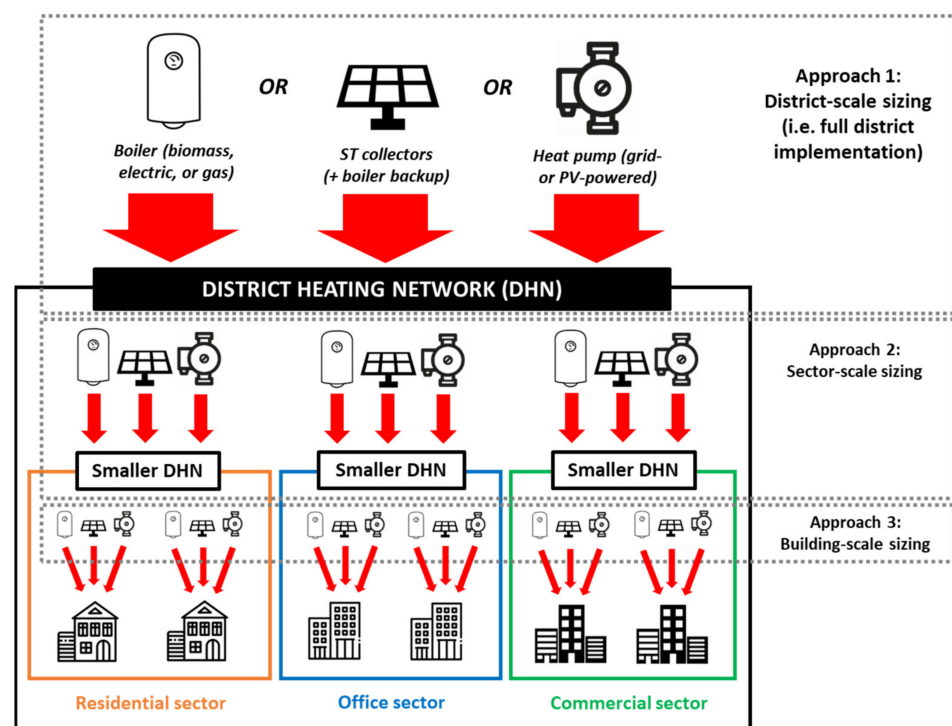 OR
OR
Boiler (biomass,
electric, or gas)
ST collectors
(+ boiler backup)
Heat pump (grid-
or PV-powered)
Approach 1:
District-scale sizing
(i.e. full district
implementation)
DISTRICT HEATING NETWORK (DHN)
Approach 2:
Sector-scale sizing
Smaller DHN
Smaller DHN
Smaller DHN
Approach 3:
Building-scale sizing
Residential sector
Office sector
Commercial sector